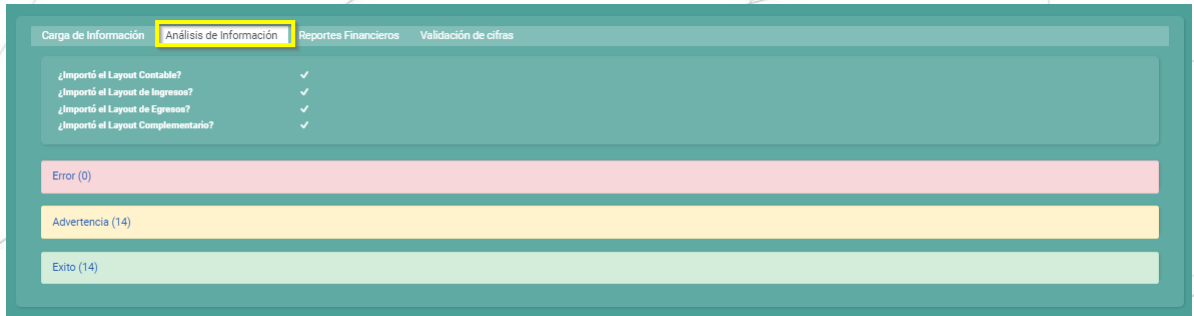 Carga de Información Análisis de Información Reportes Financieros Validación de cifras
¿Importó el Layout Contable? ✓
¿Importó el Layout de Ingresos? ✓
¿Importó el Layout de Egresos? ✓
¿Importó el Layout Complementario? ✓
Error (0)
Advertencia (14)
Exito (14)